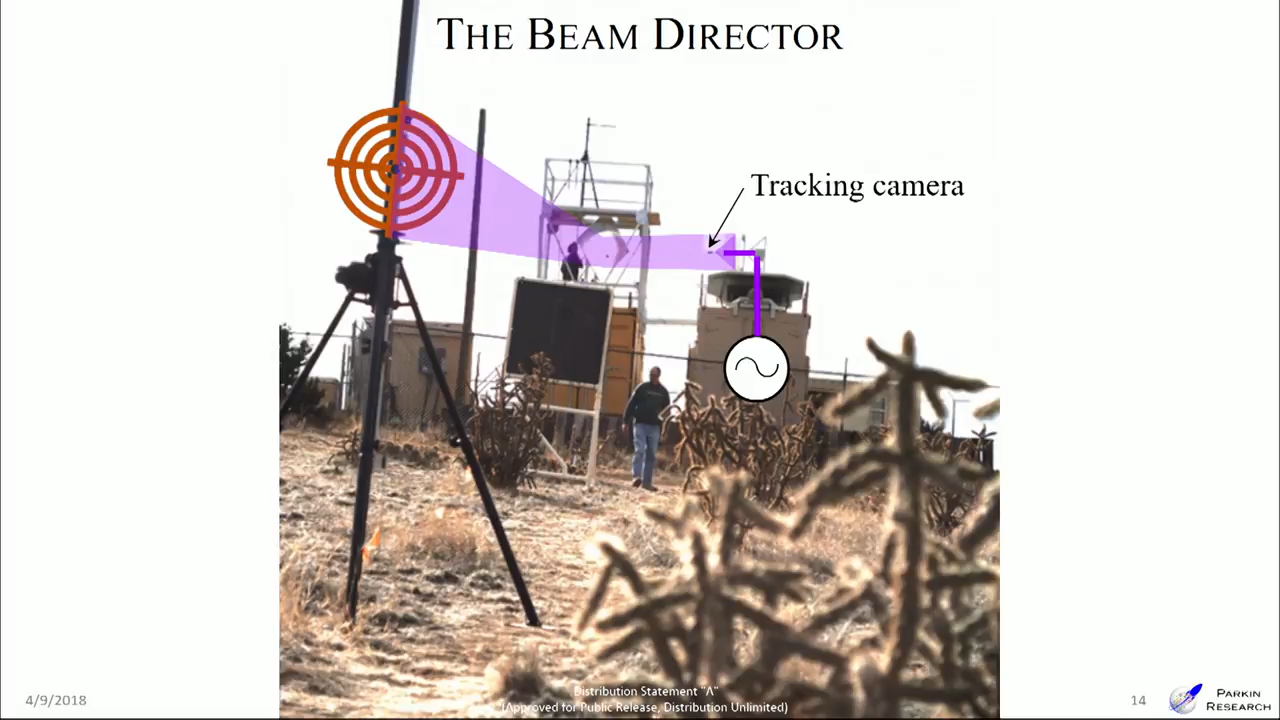 THE BEAM DIRECTOR
Tracking camera
Distribution Statement "A"
(Approved for Public Release, Distribution Unlimited)
4/9/2018
14
PARKIN
RESEARCH